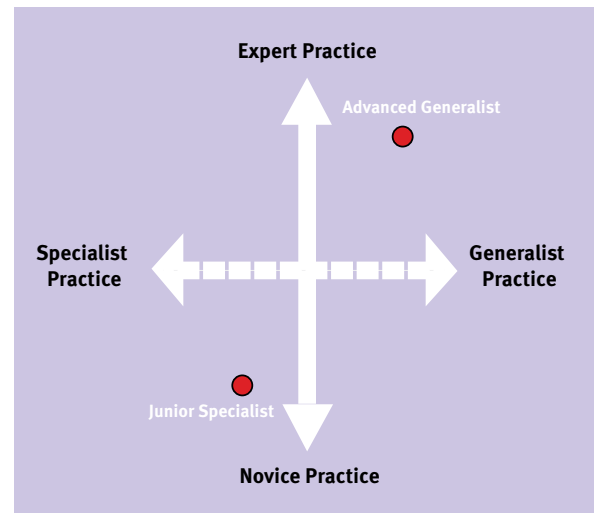 Expert Practice
Advanced Generalist
Specialist
Practice
Generalist
Practice
Junior Specialist
Novice Practice